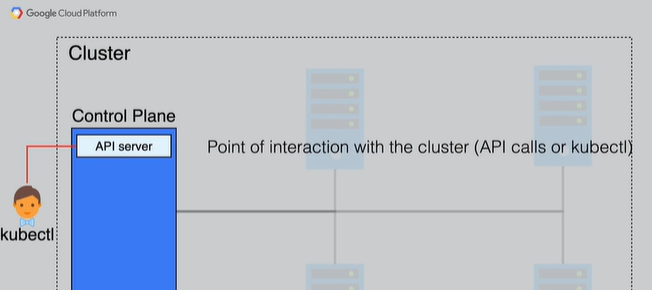 Google Cloud Platform
Cluster
Control Plane
API server
Point of interaction with the cluster (API calls or kubectl)
kubectl